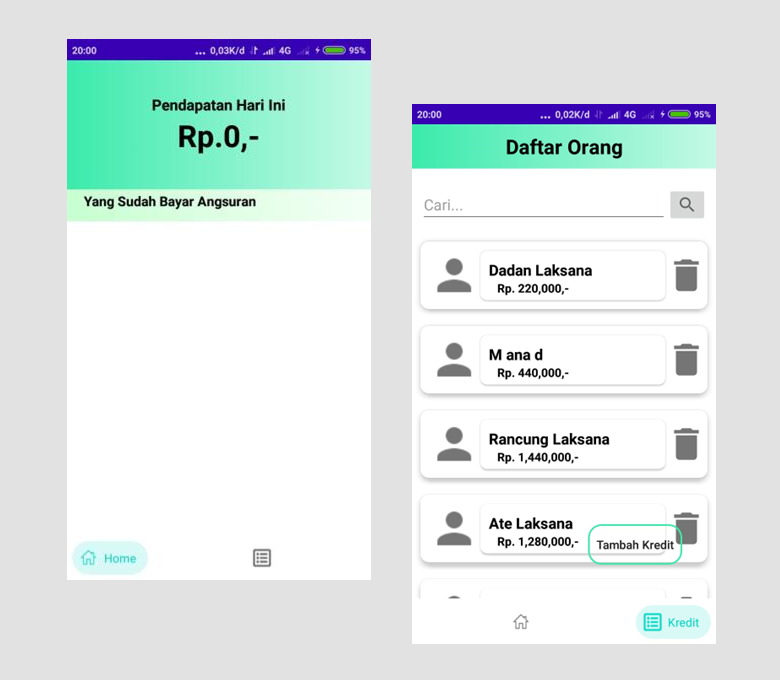 20:00 ... 0,03K/d 4G 95%
Pendapatan Hari Ini
Rp.0,-
Yang Sudah Bayar Angsuran
Home
20:00 ... 0,02K/d 4G 95%
Daftar Orang
Cari...
Dadan Laksana
Rp. 220,000,-
M ana d
Rp. 440,000,-
Rancung Laksana
Rp. 1,440,000,-
Ate Laksana
Rp. 1,280,000,-
Tambah Kredit
Kredit